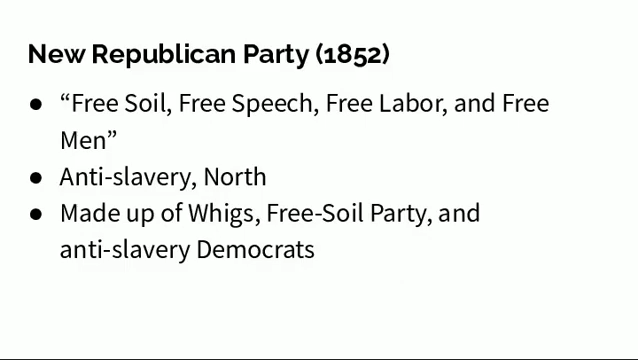 New Republican Party (1852)
● “Free Soil, Free Speech, Free Labor, and Free
Men”
● Anti-slavery, North
● Made up of Whigs, Free-Soil Party, and
anti-slavery Democrats